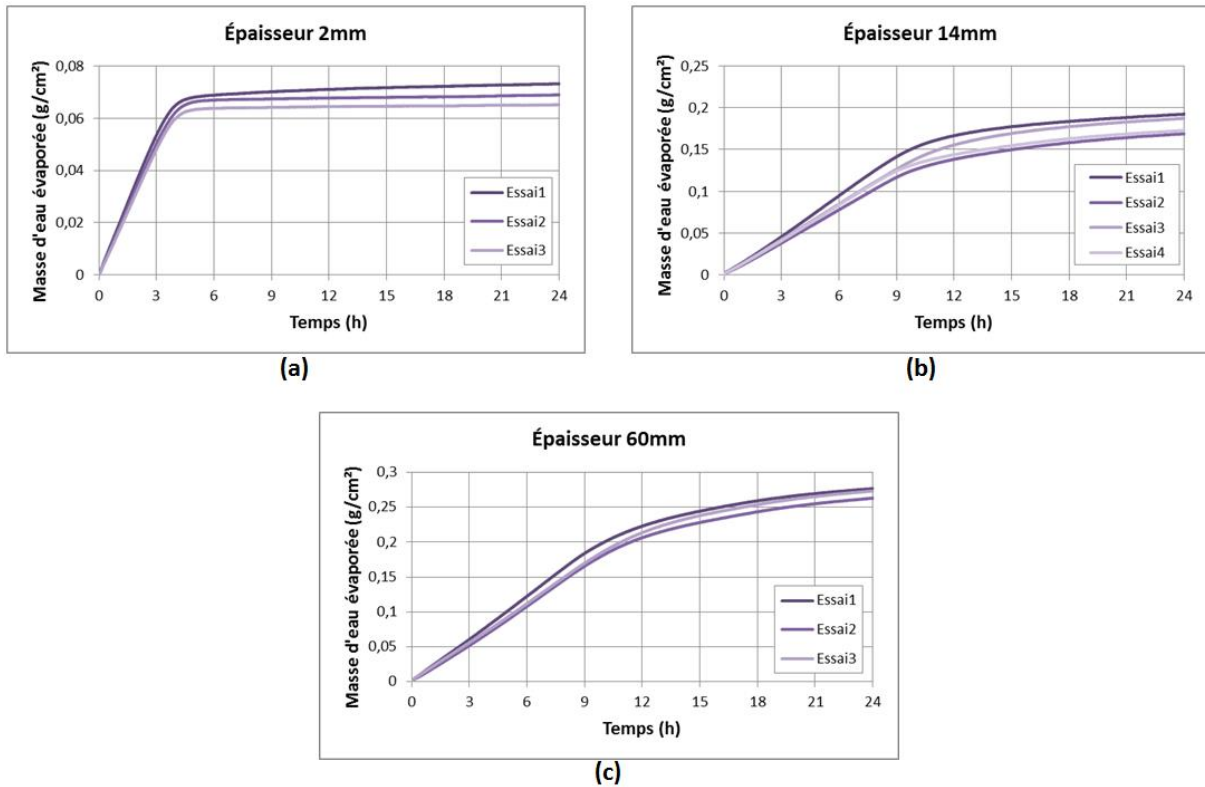 Épaisseur 2mm
Masse d'eau évaporée (g/cm²)
0,08
0,06
0,04
0,02
0
0 3 6 9 12 15 18 21 24
Temps (h)
Essai1
Essai2
Essai3
(a)
Épaisseur 14mm
Masse d'eau évaporée (g/cm²)
0,25
0,2
0,15
0,1
0,05
0
0 3 6 9 12 15 18 21 24
Temps (h)
Essai1
Essai2
Essai3
Essai4
(b)
Épaisseur 60mm
Masse d'eau évaporée (g/cm²)
0,3
0,25
0,2
0,15
0,1
0,05
0
0 3 6 9 12 15 18 21 24
Temps (h)
Essai1
Essai2
Essai3
(c)